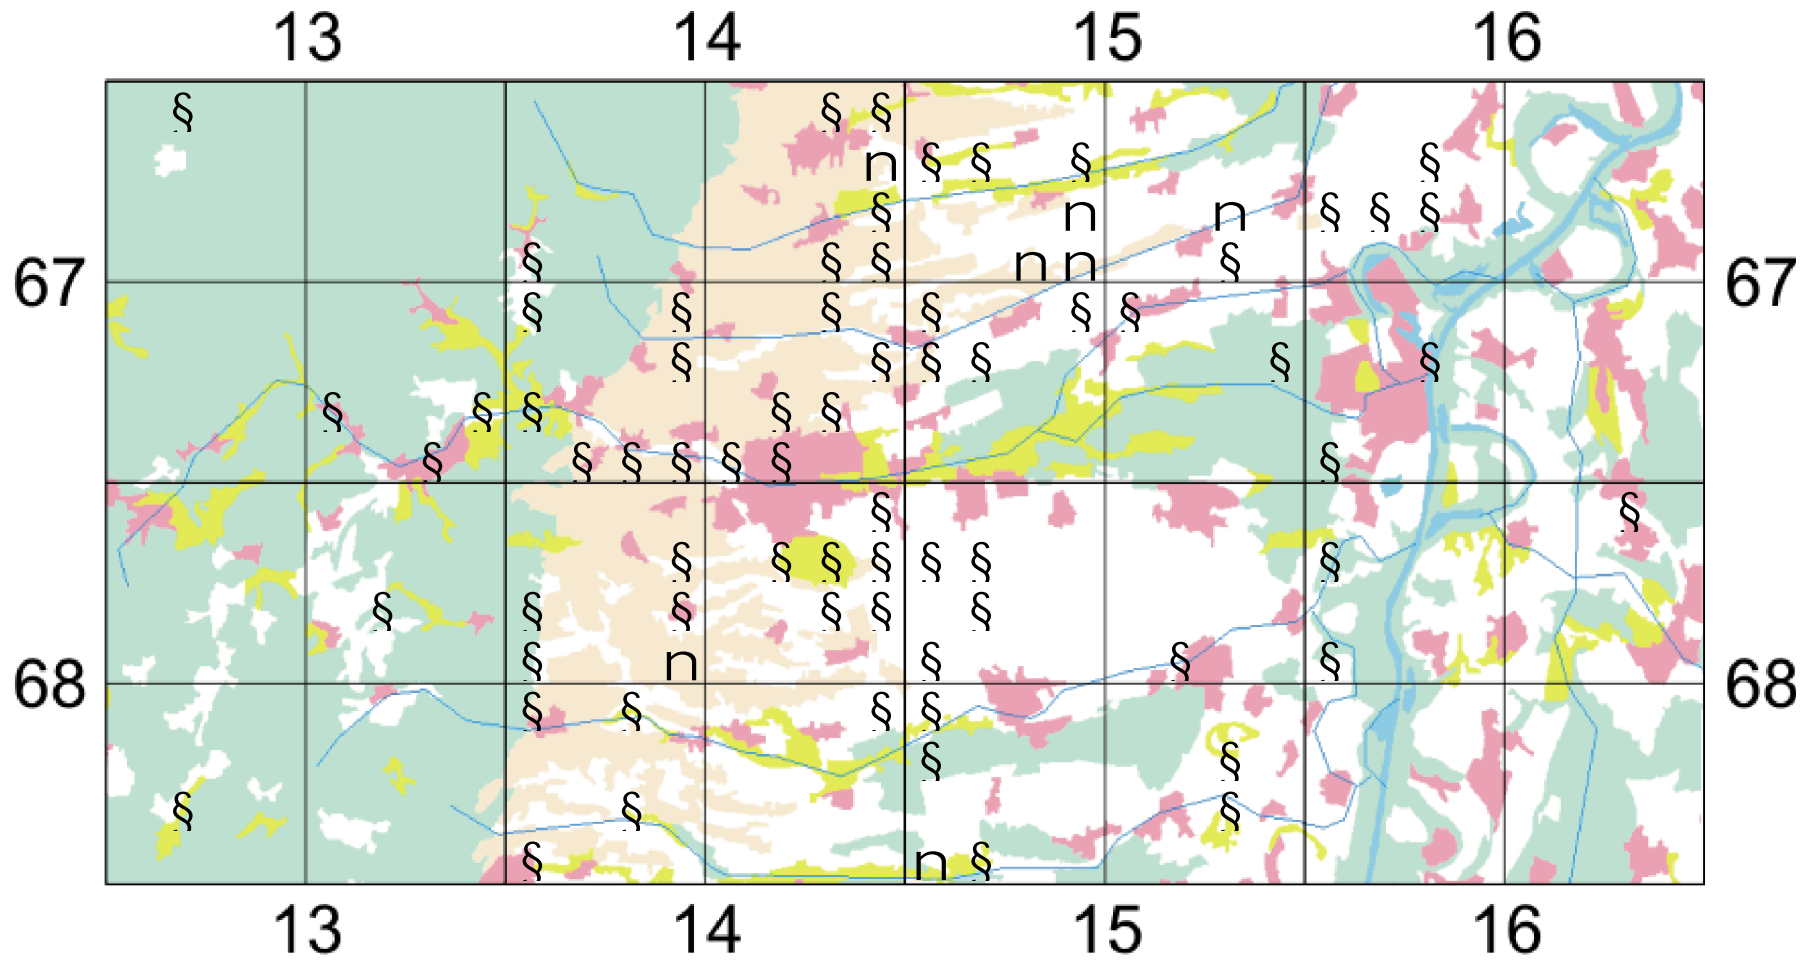 13 14 15 16
§ § §
n § § § §
§ n n § § §
§ § § n n §
67 67
§ § § § § §
§ § § § § §
§ § § § §
§ § § § § § §
§ §
§ § § § § § §
§ § § § § §
§ n § § §
68 68
§ § § §
§ §
§ § §
§ n §
13 14 15 16